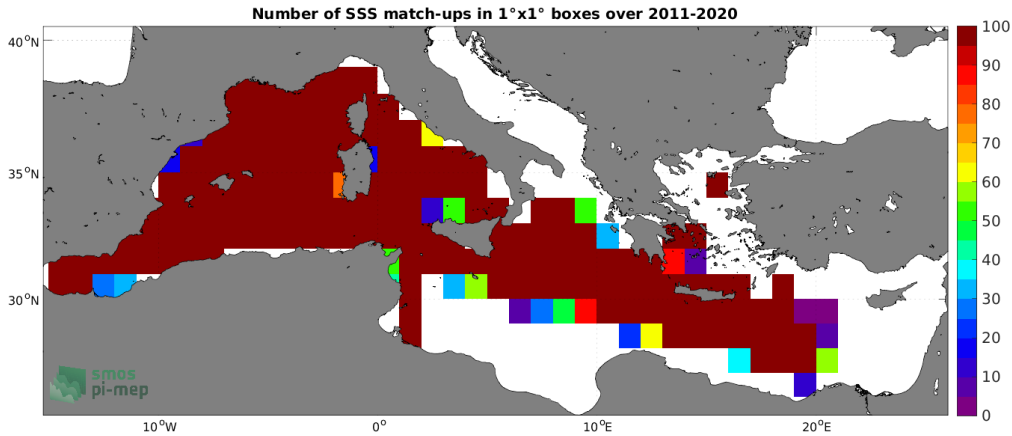 Number of SSS match-ups in 1°x1° boxes over 2011-2020
40°N
35°N
30°N
10°W
0°
10°E
20°E
100
90
80
70
60
50
40
30
20
10
0
smos
pi-mep